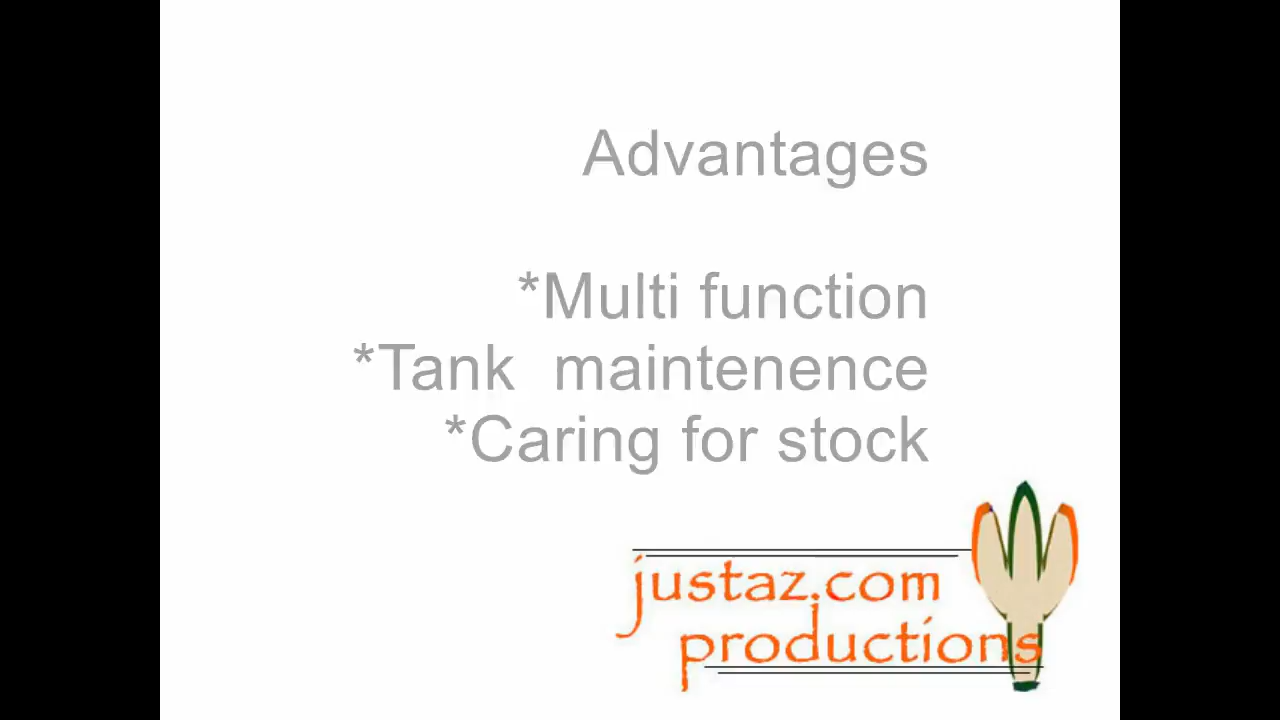 Advantages
*Multi function
*Tank  maintenence
*Caring for stock
justaz.com
productions